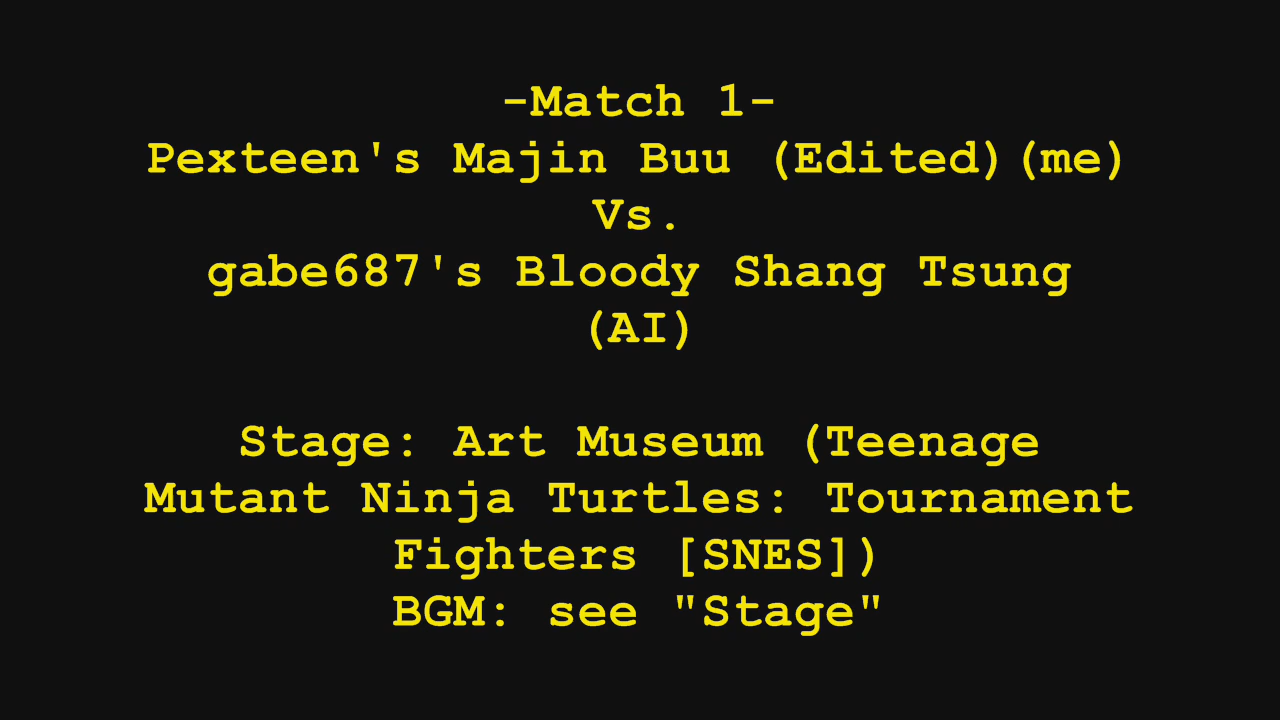 -Match 1-
Pexteen's Majin Buu (Edited)(me)
Vs.
gabe687's Bloody Shang Tsung
(AI)
Stage: Art Museum (Teenage
Mutant Ninja Turtles: Tournament
Fighters [SNES])
BGM: see "Stage"